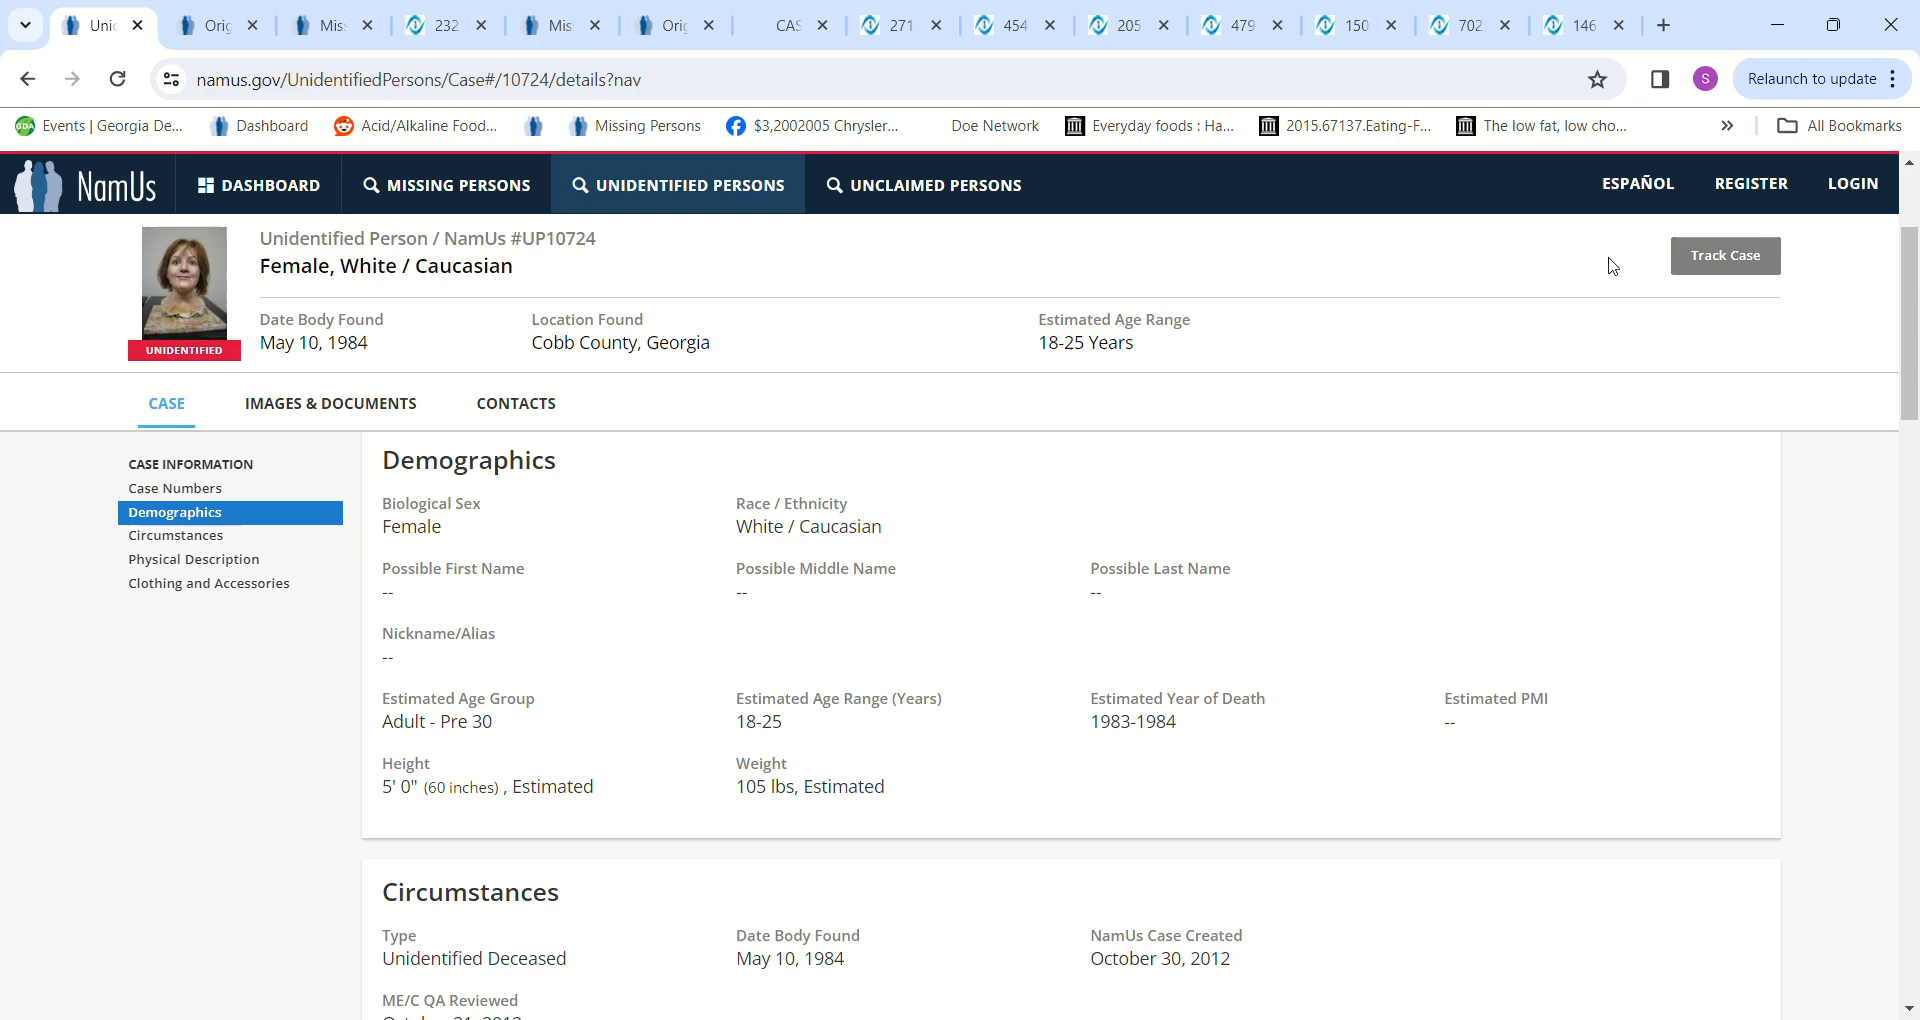 Unic Orig Mis 232 Mis Orig CAS 271 454 205 479 150 702 146
namus.gov/UnidentifiedPersons/Case#/10724/details?nav S Relaunch to update
GDA Events | Georgia De... Dashboard Acid/Alkaline Food... Missing Persons $3,2002005 Chrysler... Doe Network Everyday foods : Ha... 2015.67137.Eating-F... The low fat, low cho... » All Bookmarks
NamUs DASHBOARD MISSING PERSONS UNIDENTIFIED PERSONS UNCLAIMED PERSONS ESPAÑOL REGISTER LOGIN
Unidentified Person / NamUs #UP10724
Female, White / Caucasian
Track Case
Date Body Found Location Found Estimated Age Range
May 10, 1984 Cobb County, Georgia 18-25 Years
UNIDENTIFIED
CASE IMAGES & DOCUMENTS CONTACTS
CASE INFORMATION
Case Numbers
Demographics
Circumstances
Physical Description
Clothing and Accessories
Demographics
Biological Sex Race / Ethnicity
Female White / Caucasian
Possible First Name Possible Middle Name Possible Last Name
-- -- --
Nickname/Alias
--
Estimated Age Group Estimated Age Range (Years) Estimated Year of Death Estimated PMI
Adult - Pre 30 18-25 1983-1984 --
Height Weight
5' 0" (60 inches) , Estimated 105 lbs, Estimated
Circumstances
Type Date Body Found NamUs Case Created
Unidentified Deceased May 10, 1984 October 30, 2012
ME/C QA Reviewed